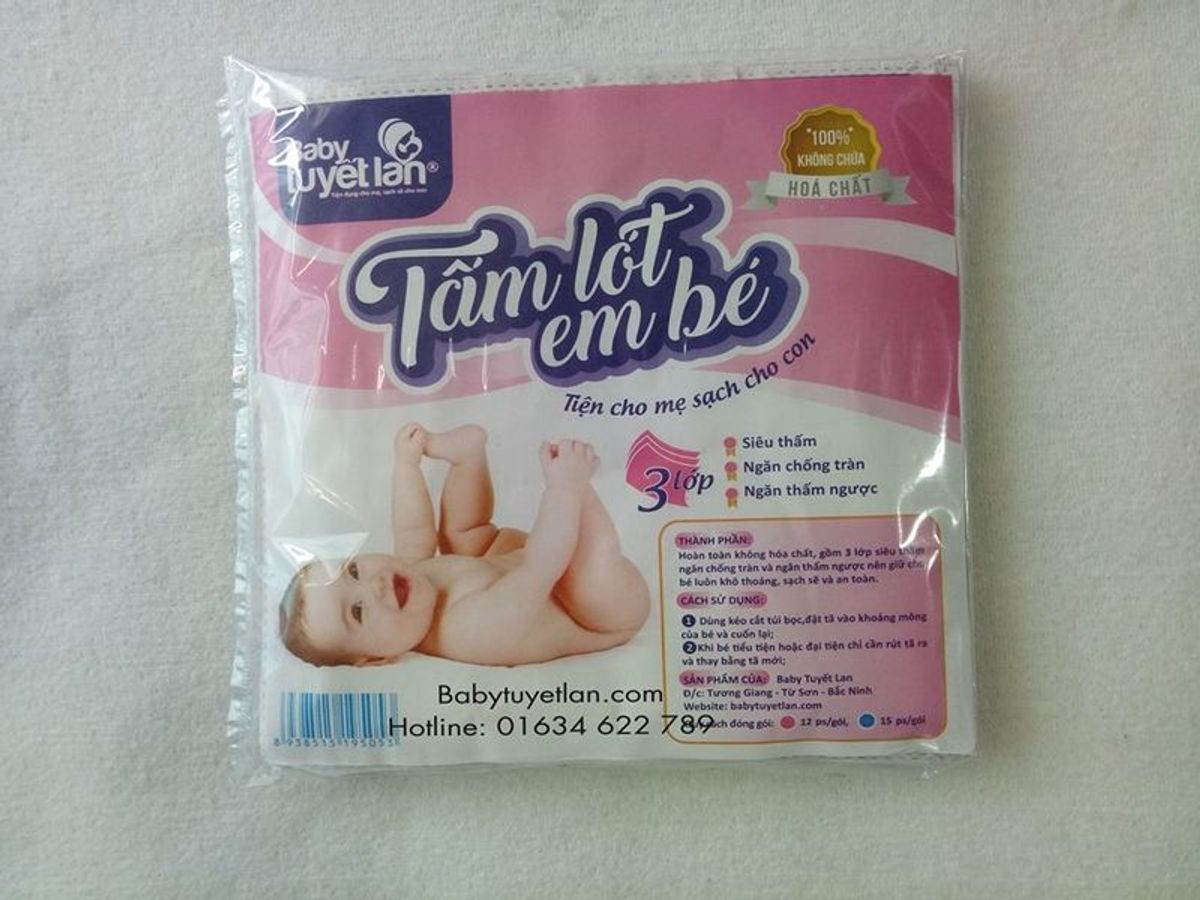 Baby
Tuyết lan®
Tiện dụng cho mẹ, sạch sẽ cho con
"100%"
KHÔNG CHỨA
HOÁ CHẤT
Tấm lót
em bé
Tiện cho mẹ sạch cho con
3 lớp
Siêu thấm
Ngăn chống tràn
Ngăn thấm ngược
THÀNH PHẦN:
Hoàn toàn không hóa chất, gồm 3 lớp siêu thấm
ngăn chống tràn và ngăn thấm ngược nên giữ cho
bé luôn khô thoáng, sạch sẽ và an toàn.
CÁCH SỬ DỤNG:
1 Dùng kéo cắt túi bọc,đặt tã vào khoảng mông
của bé và cuốn lại;
2 Khi bé tiểu tiện hoặc đại tiện chỉ cần rút tã ra
và thay bằng tã mới;
SẢN PHẨM CỦA: Baby Tuyết Lan
Đ/c: Tương Giang - Từ Sơn - Bắc Ninh
Website: babytuyetlan.com
cách đóng gói: 12 ps/gói, 15 ps/gói
Babytuyetlan.com
Hotline: 01634 622 789
8 938515 195053